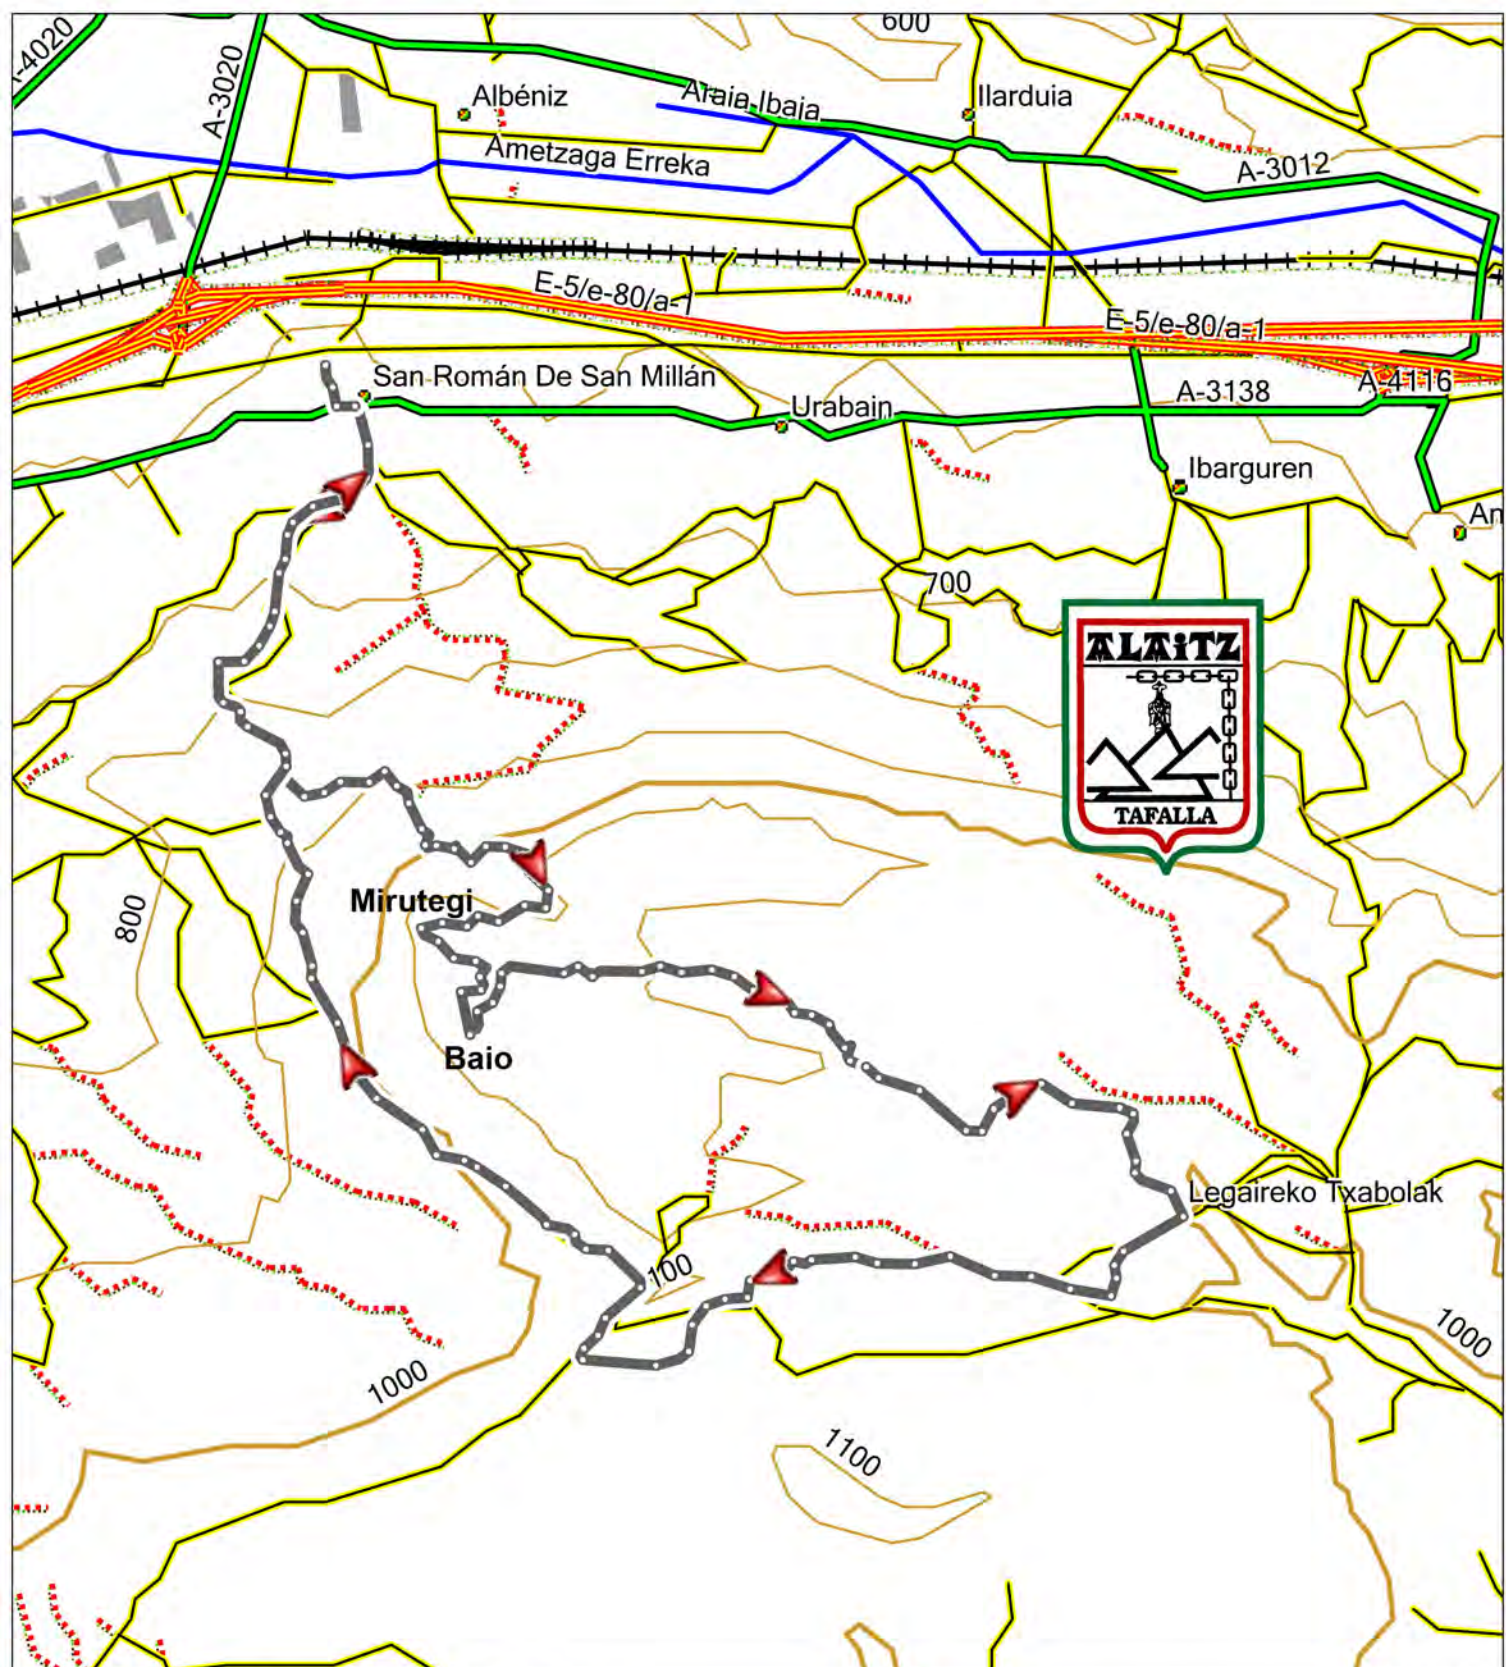 600
A-4020
A-3020
Albéniz
Araia Ibaia
Ilarduia
Ametzaga Erreka
A-3012
E-5/e-80/a-1
E-5/e-80/a-1
San Román De San Millán
A-3138
A-4116
Urabain
Ibarguren
An
700
ALAiTZ
TAFALLA
Mirutegi
800
Baio
Legaireko Txabolak
100
1000
1000
1100